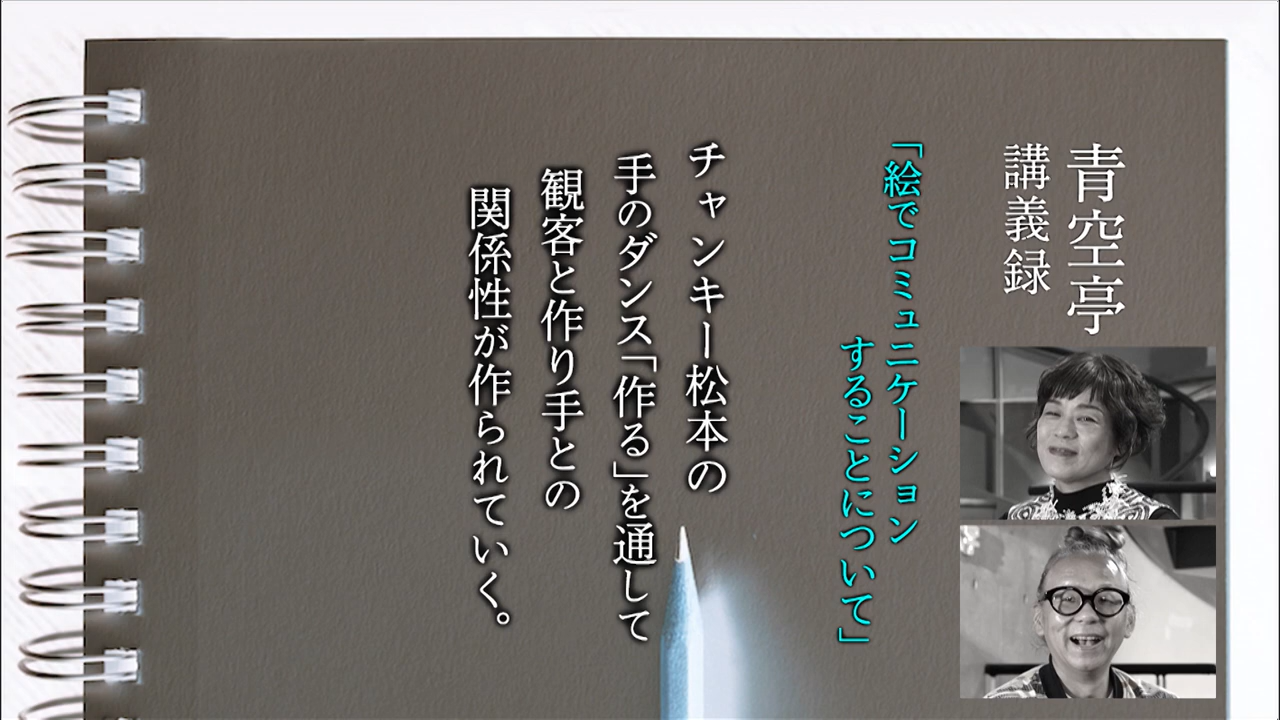 青空亭
講義録
「絵でコミュニケーション
することについて」
チャンキー松本の
手のダンス「作る」を通して
観客と作り手との
関係性が作られていく。